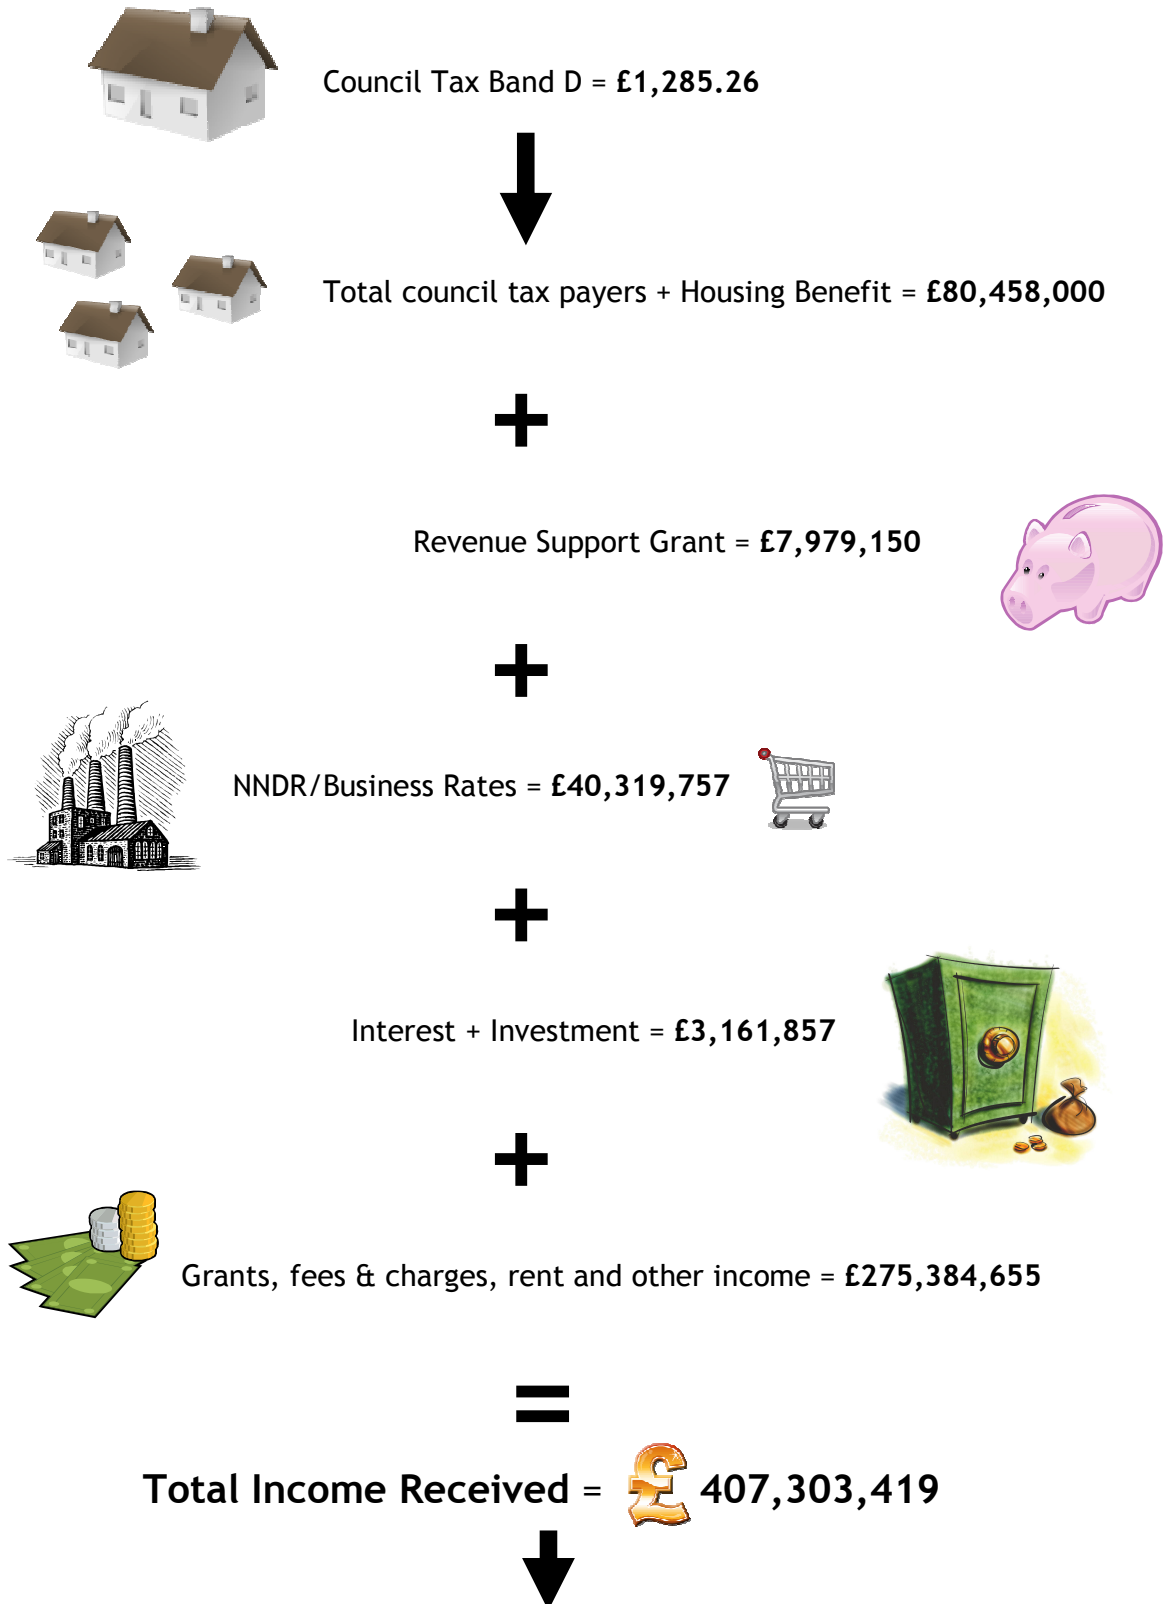 Council Tax Band D = £1,285.26
Total council tax payers + Housing Benefit = £80,458,000
+
Revenue Support Grant = £7,979,150
+
NNDR/Business Rates = £40,319,757
+
Interest + Investment = £3,161,857
+
Grants, fees & charges, rent and other income = £275,384,655
=
Total Income Received = £ 407,303,419